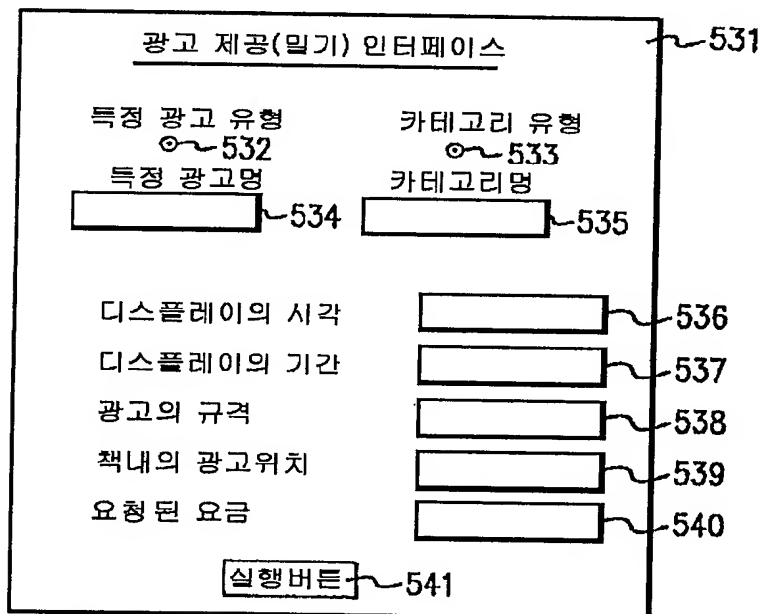 광고 제공(밀기) 인터페이스
531
특정 광고 유형 카테고리 유형
532 533
특정 광고명 카테고리명
534 535
디스플레이의 시각 536
디스플레이의 기간 537
광고의 규격 538
책내의 광고위치 539
요청된 요금 540
실행버튼 541